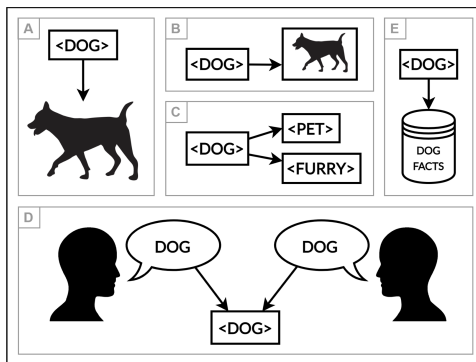 A
<DOG>
B
<DOG>
C
<DOG>
<PET>
<FURRY>
E
<DOG>
DOG
FACTS
D
DOG
DOG
<DOG>